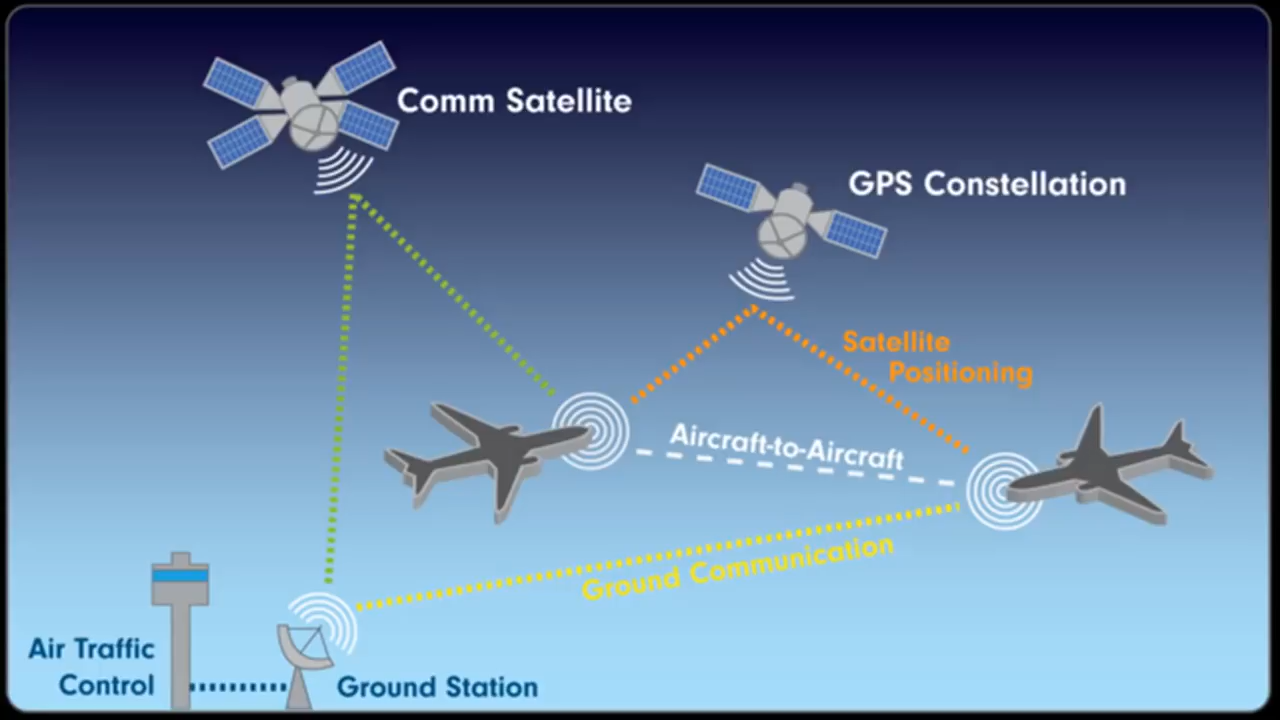 Comm Satellite
GPS Constellation
Satellite
Positioning
Aircraft-to-Aircraft
Ground Communication
Air Traffic
Control
Ground Station